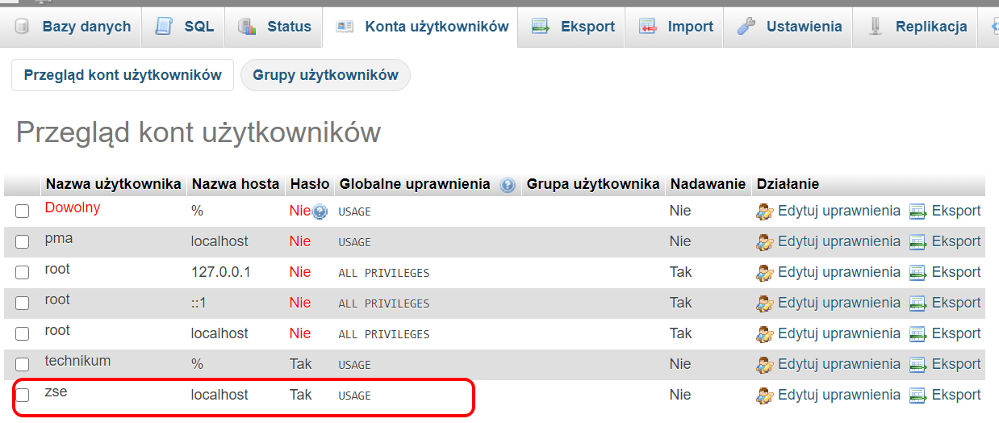 Bazy danych SQL Status Konta użytkowników Eksport Import Ustawienia Replikacja
Przegląd kont użytkowników Grupy użytkowników
Przegląd kont użytkowników
Nazwa użytkownika Nazwa hosta Hasło Globalne uprawnienia Grupa użytkownika Nadawanie Działanie
Dowolny % Nie USAGE Nie Edytuj uprawnienia Eksport
pma localhost Nie USAGE Nie Edytuj uprawnienia Eksport
root 127.0.0.1 Nie ALL PRIVILEGES Tak Edytuj uprawnienia Eksport
root ::1 Nie ALL PRIVILEGES Tak Edytuj uprawnienia Eksport
root localhost Nie ALL PRIVILEGES Tak Edytuj uprawnienia Eksport
technikum % Tak USAGE Nie Edytuj uprawnienia Eksport
zse localhost Tak USAGE Nie Edytuj uprawnienia Eksport